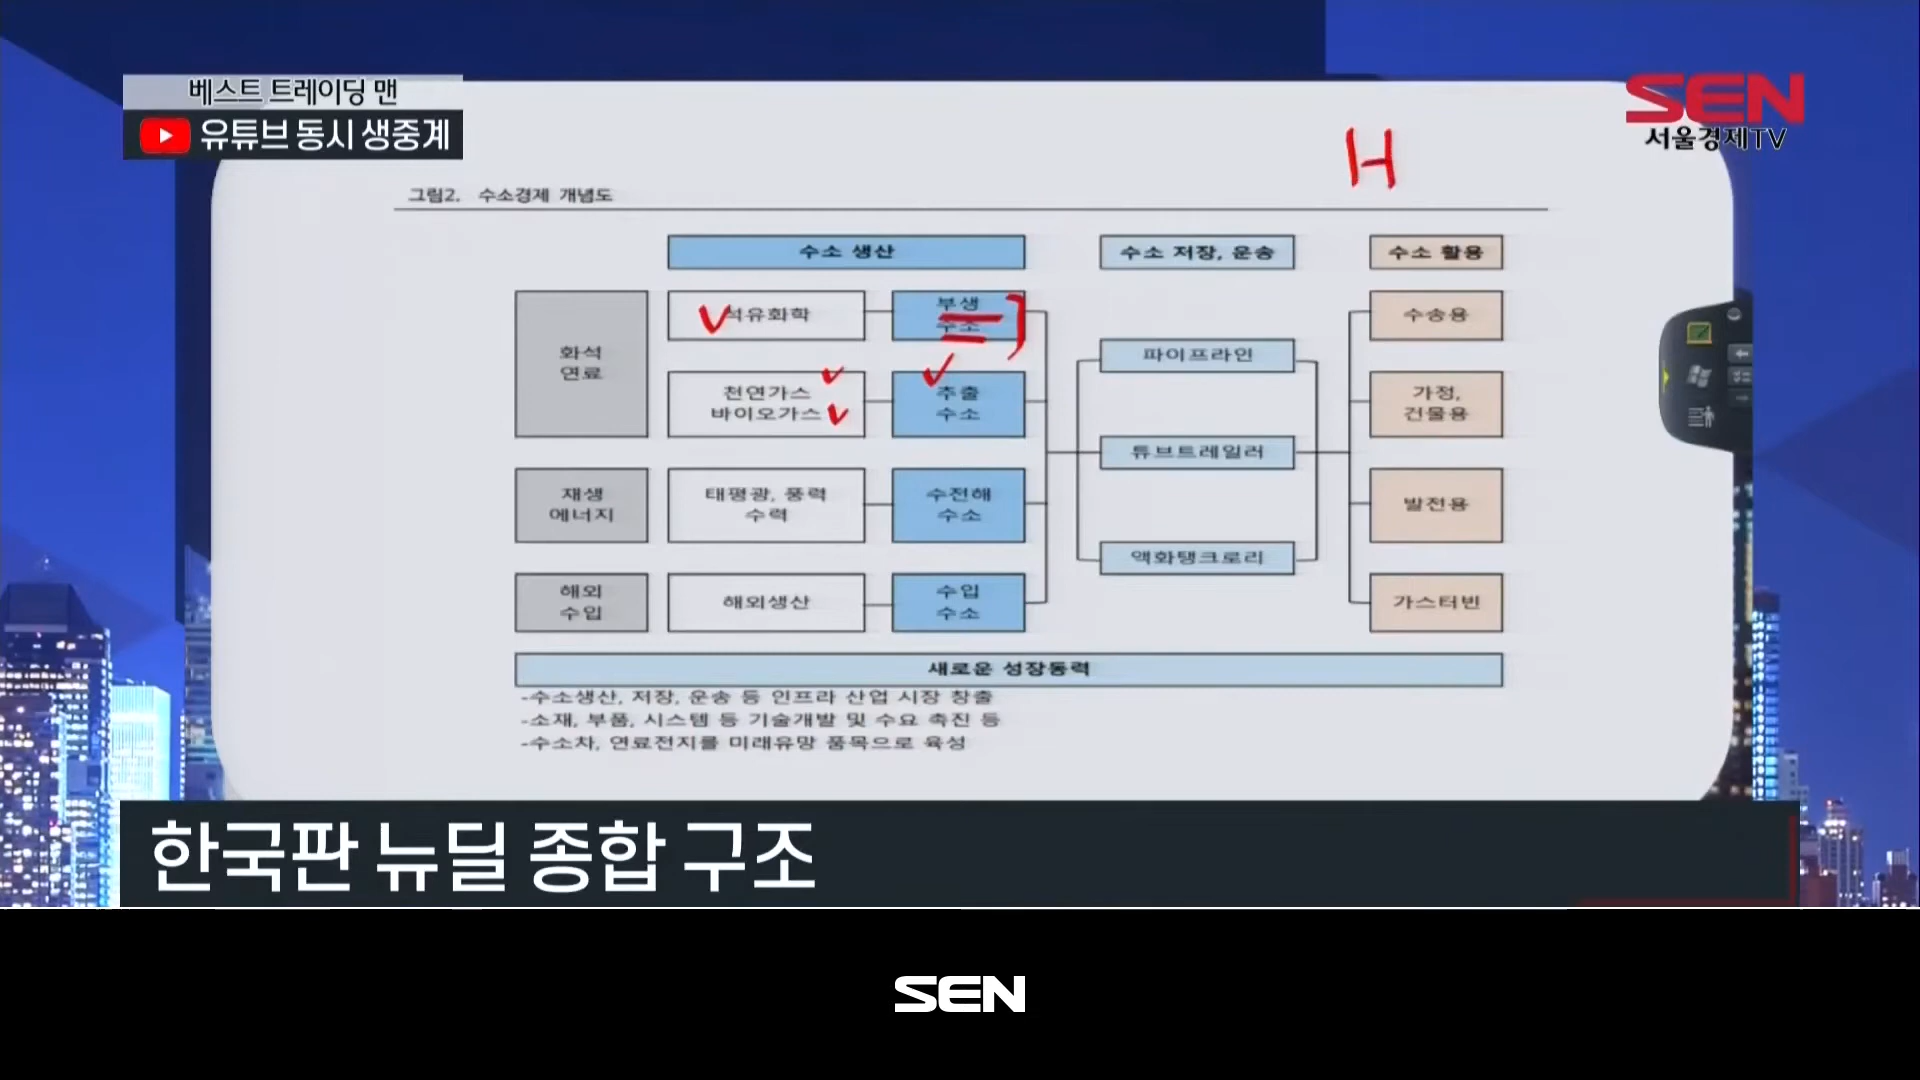 베스트 트레이딩 맨
유튜브 동시 생중계
SEN
서울경제TV
H
그림2. 수소경제 개념도
수소 생산
수소 저장, 운송
수소 활용
화석
연료
석유화학
부생
수소
천연가스
바이오가스
추출
수소
재생
에너지
태평광, 풍력
수력
수전해
수소
해외
수입
해외생산
수입
수소
파이프라인
튜브트레일러
액화탱크로리
수송용
가정,
건물용
발전용
가스터빈
새로운 성장동력
-수소생산, 저장, 운송 등 인프라 산업 시장 창출
-소재, 부품, 시스템 등 기술개발 및 수요 촉진 등
-수소차, 연료전지를 미래유망 품목으로 육성
한국판 뉴딜 종합 구조
SEN